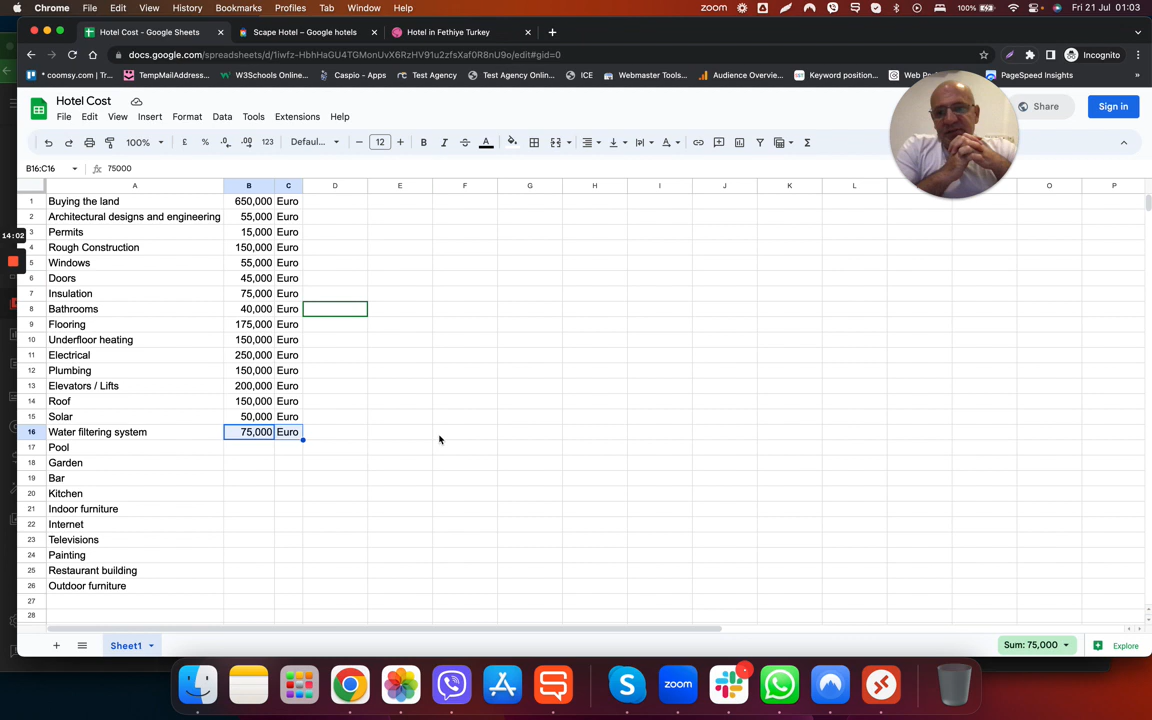 Chrome File Edit View History Bookmarks Profiles Tab Window Help zoom 100% Fri 21 Jul 01:03
Hotel Cost - Google Sheets Scape Hotel – Google hotels Hotel in Fethiye Turkey
docs.google.com/spreadsheets/d/1iwfz-HbhHaGU4TGMonUvX6RzHV91u2zfsXaf0R8nU9o/edit#gid=0 Incognito
* coomsy.com | Tr... TempMailAddress... W3Schools Online... Caspio - Apps Test Agency Test Agency Onlin... ICE Webmaster Tools... Audience Overvie... Keyword position... Web PageSpeed Insights »
Hotel Cost
File Edit View Insert Format Data Tools Extensions Help Share Sign in
100% £ % .0 .00 123 Defaul... − 12 + B I A Σ
B16:C16 fx 75000
A B C D E F G H I J K L O P
1 Buying the land 650,000 Euro
2 Architectural designs and engineering 55,000 Euro
14:02
3 Permits 15,000 Euro
4 Rough Construction 150,000 Euro
5 Windows 55,000 Euro
6 Doors 45,000 Euro
7 Insulation 75,000 Euro
8 Bathrooms 40,000 Euro
9 Flooring 175,000 Euro
10 Underfloor heating 150,000 Euro
11 Electrical 250,000 Euro
12 Plumbing 150,000 Euro
13 Elevators / Lifts 200,000 Euro
14 Roof 150,000 Euro
15 Solar 50,000 Euro
16 Water filtering system 75,000 Euro
17 Pool
18 Garden
19 Bar
20 Kitchen
21 Indoor furniture
22 Internet
23 Televisions
24 Painting
25 Restaurant building
26 Outdoor furniture
27
28
Sheet1 Sum: 75,000 Explore
zoom